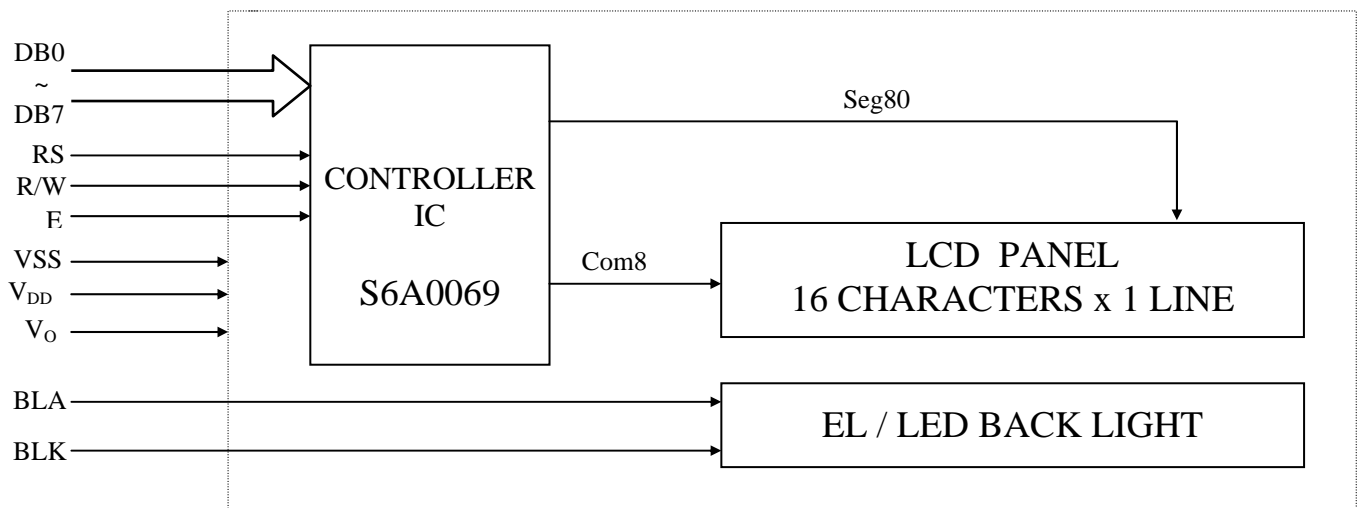 DB0
~
DB7
RS
R/W
E
VSS
VDD
VO
BLA
BLK
CONTROLLER
IC
S6A0069
Seg80
Com8
LCD PANEL
16 CHARACTERS x 1 LINE
EL / LED BACK LIGHT